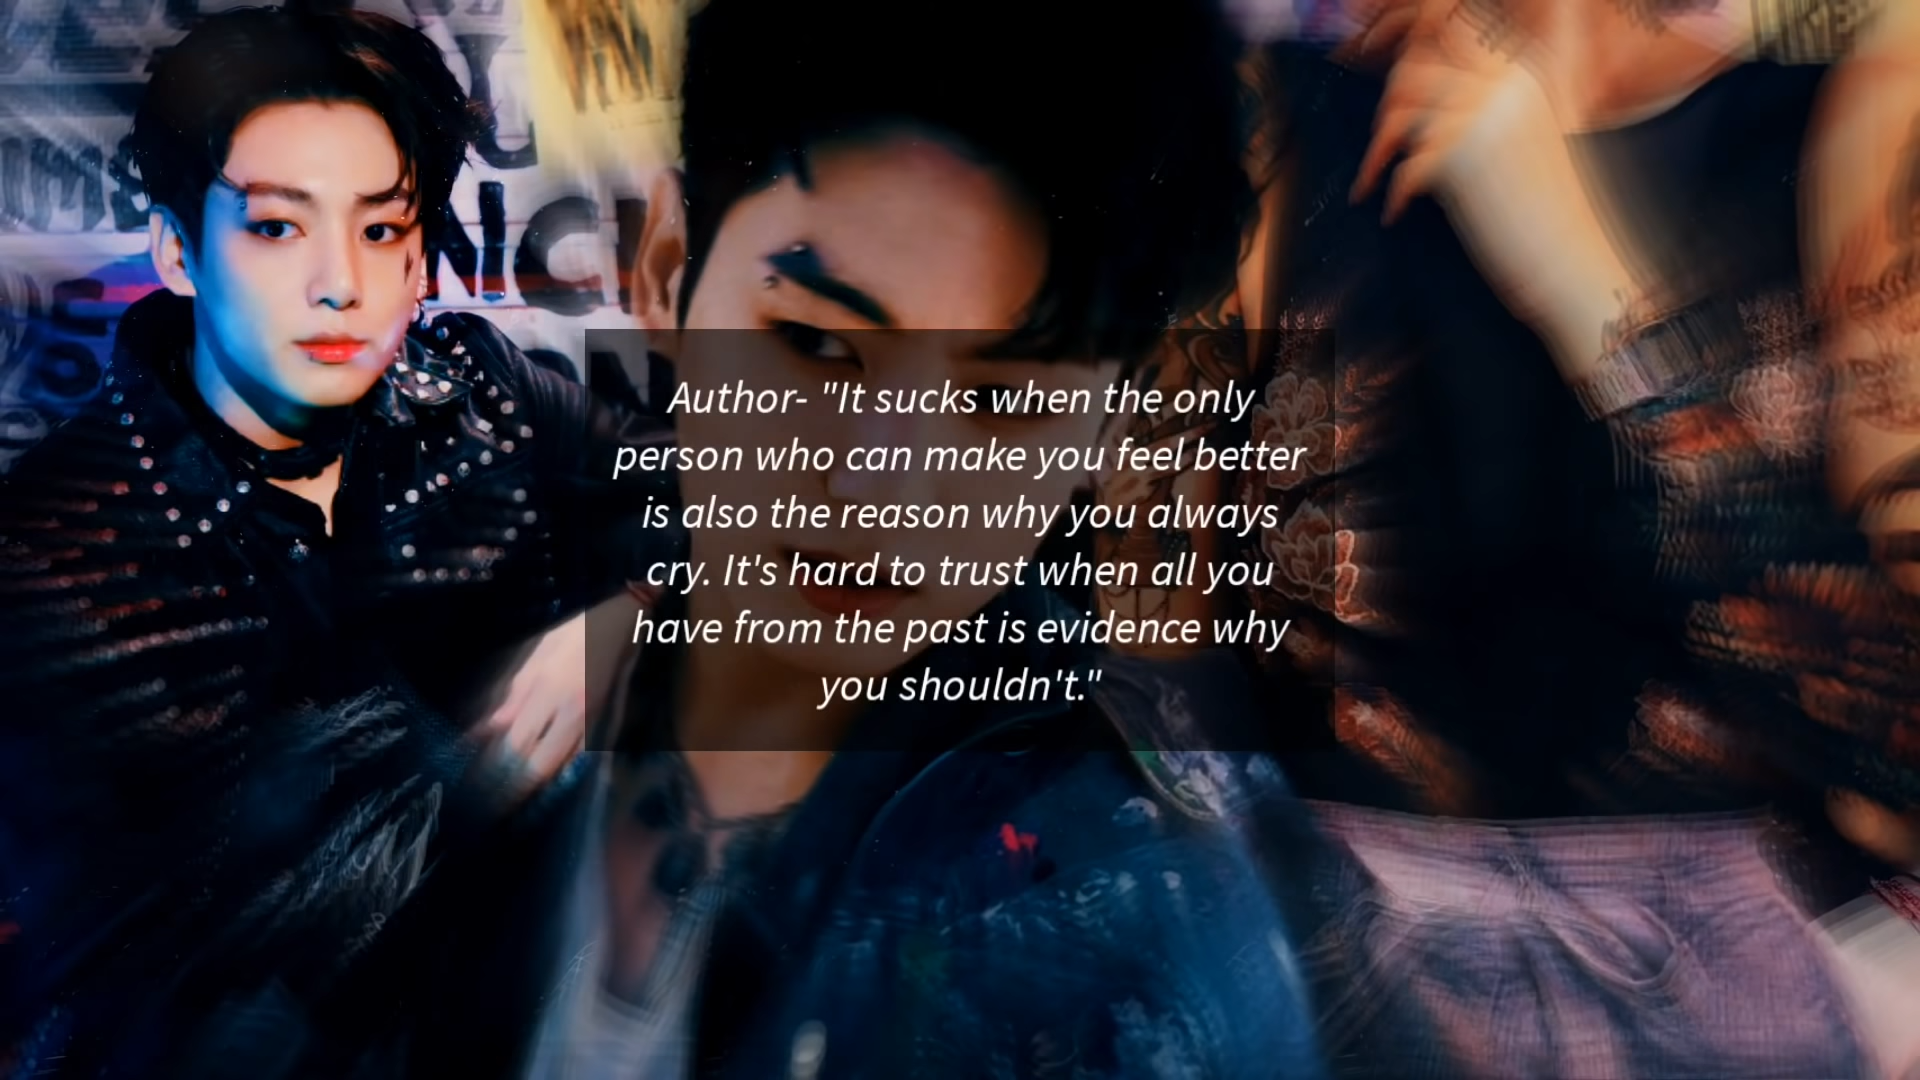 Author- "It sucks when the only
person who can make you feel better
is also the reason why you always
cry. It's hard to trust when all you
have from the past is evidence why
you shouldn't."